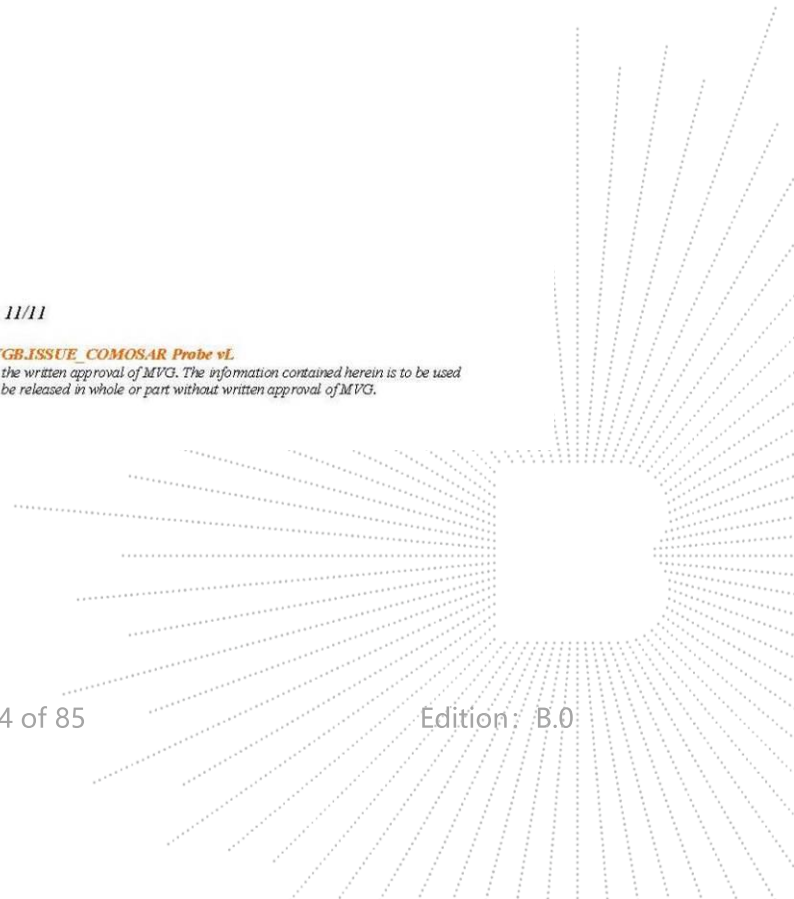 11/11
GB.ISSUE_COMOSAR Probe vL
the written approval of MVG. The information contained herein is to be used
be released in whole or part without written approval of MVG.
4 of 85
Edition: B.0